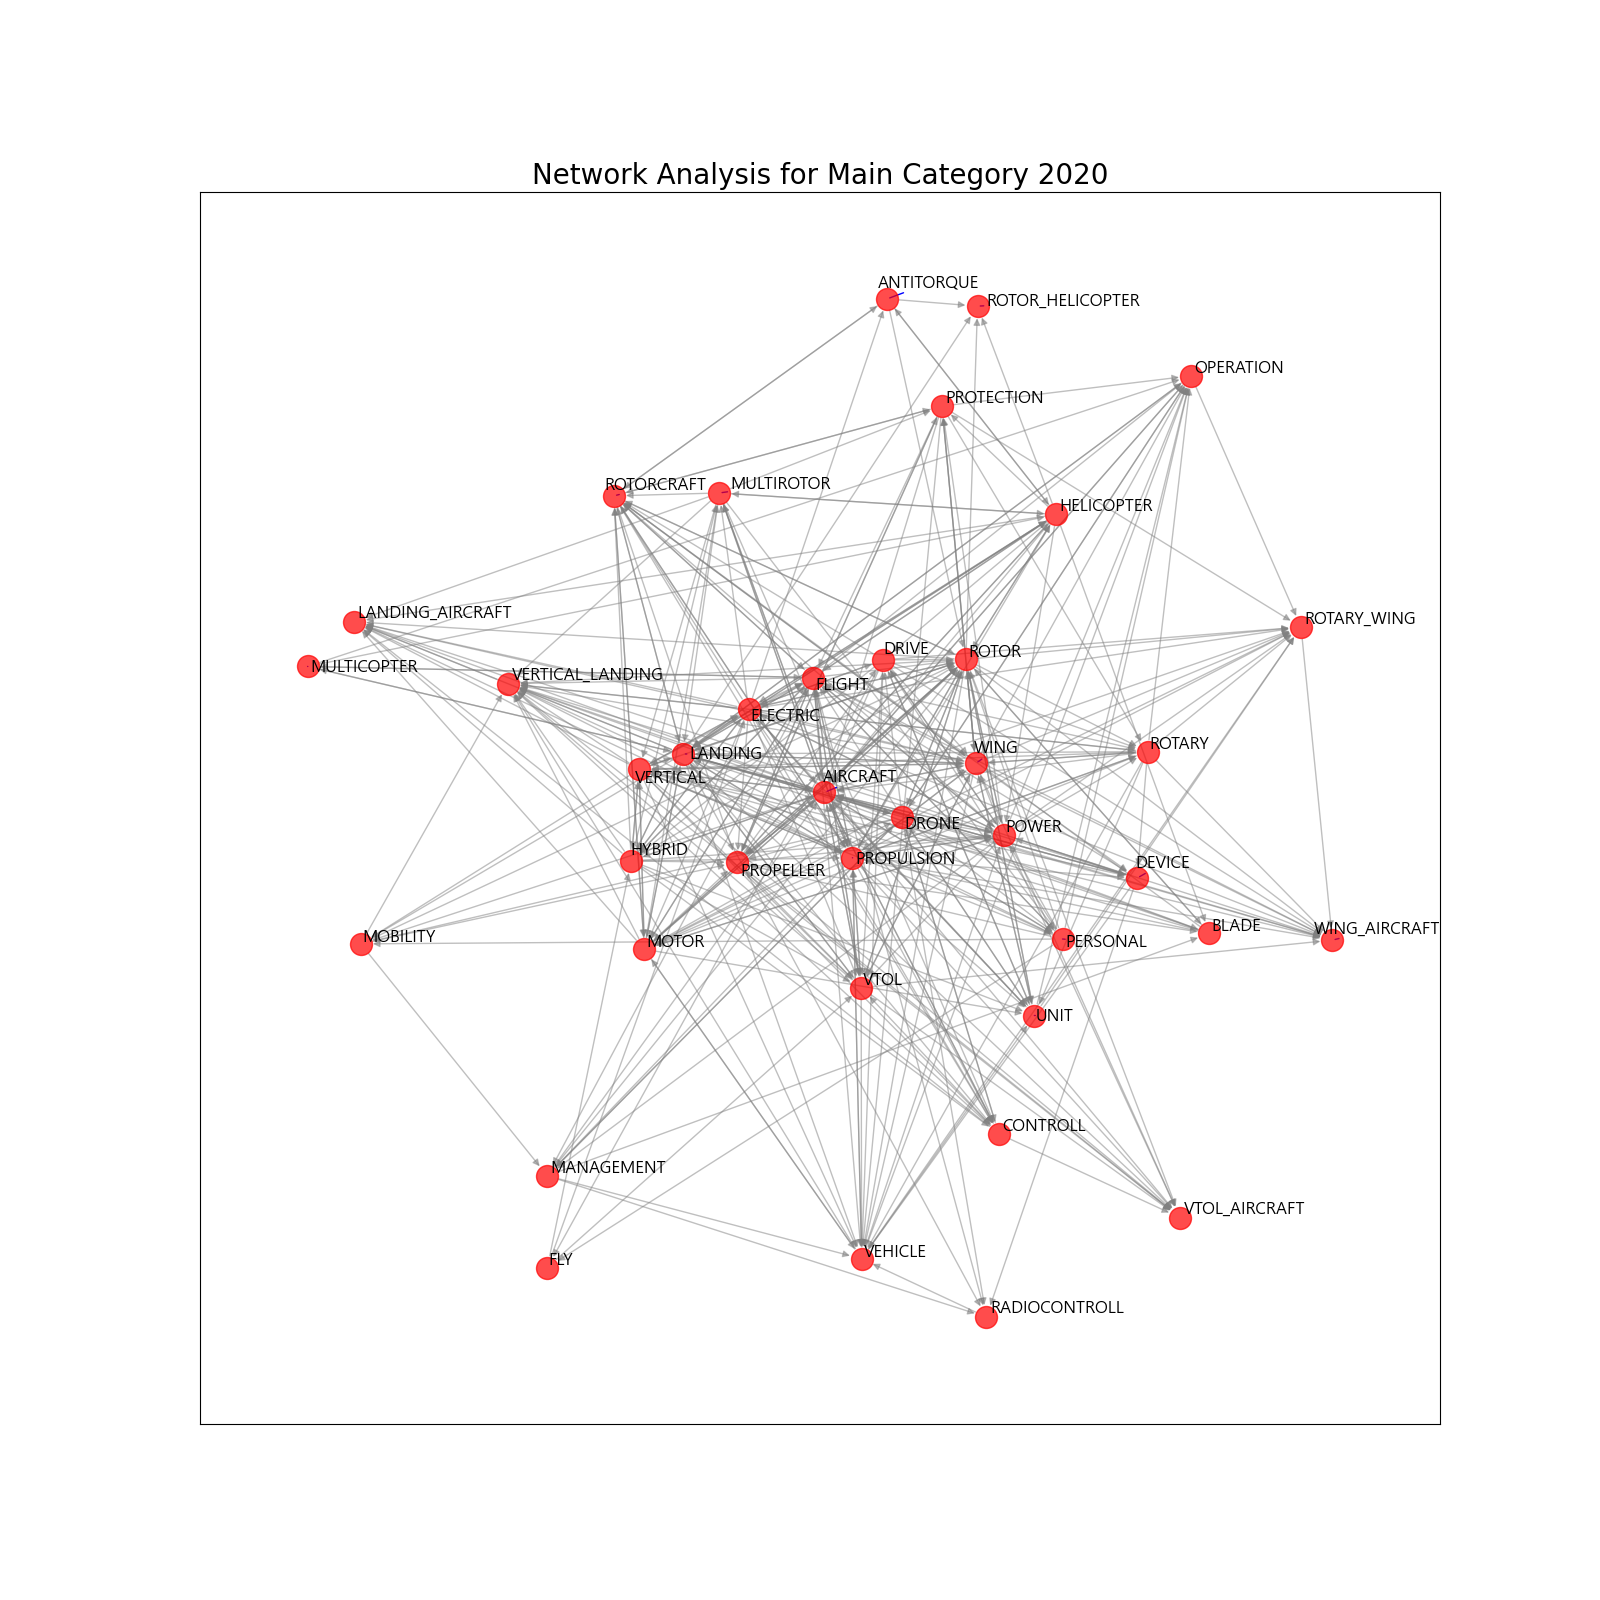 Network Analysis for Main Category 2020
ANTITORQUE
ROTOR_HELICOPTER
OPERATION
PROTECTION
ROTORCRAFT
MULTIROTOR
HELICOPTER
LANDING_AIRCRAFT
ROTARY_WING
MULTICOPTER
VERTICAL_LANDING
DRIVE
ROTOR
FLIGHT
ELECTRIC
LANDING
WING
ROTARY
VERTICAL
AIRCRAFT
DRONE
POWER
HYBRID
PROPELLER
PROPULSION
DEVICE
MOBILITY
MOTOR
PERSONAL
BLADE
WING_AIRCRAFT
VTOL
UNIT
CONTROLL
MANAGEMENT
VTOL_AIRCRAFT
FLY
VEHICLE
RADIOCONTROLL